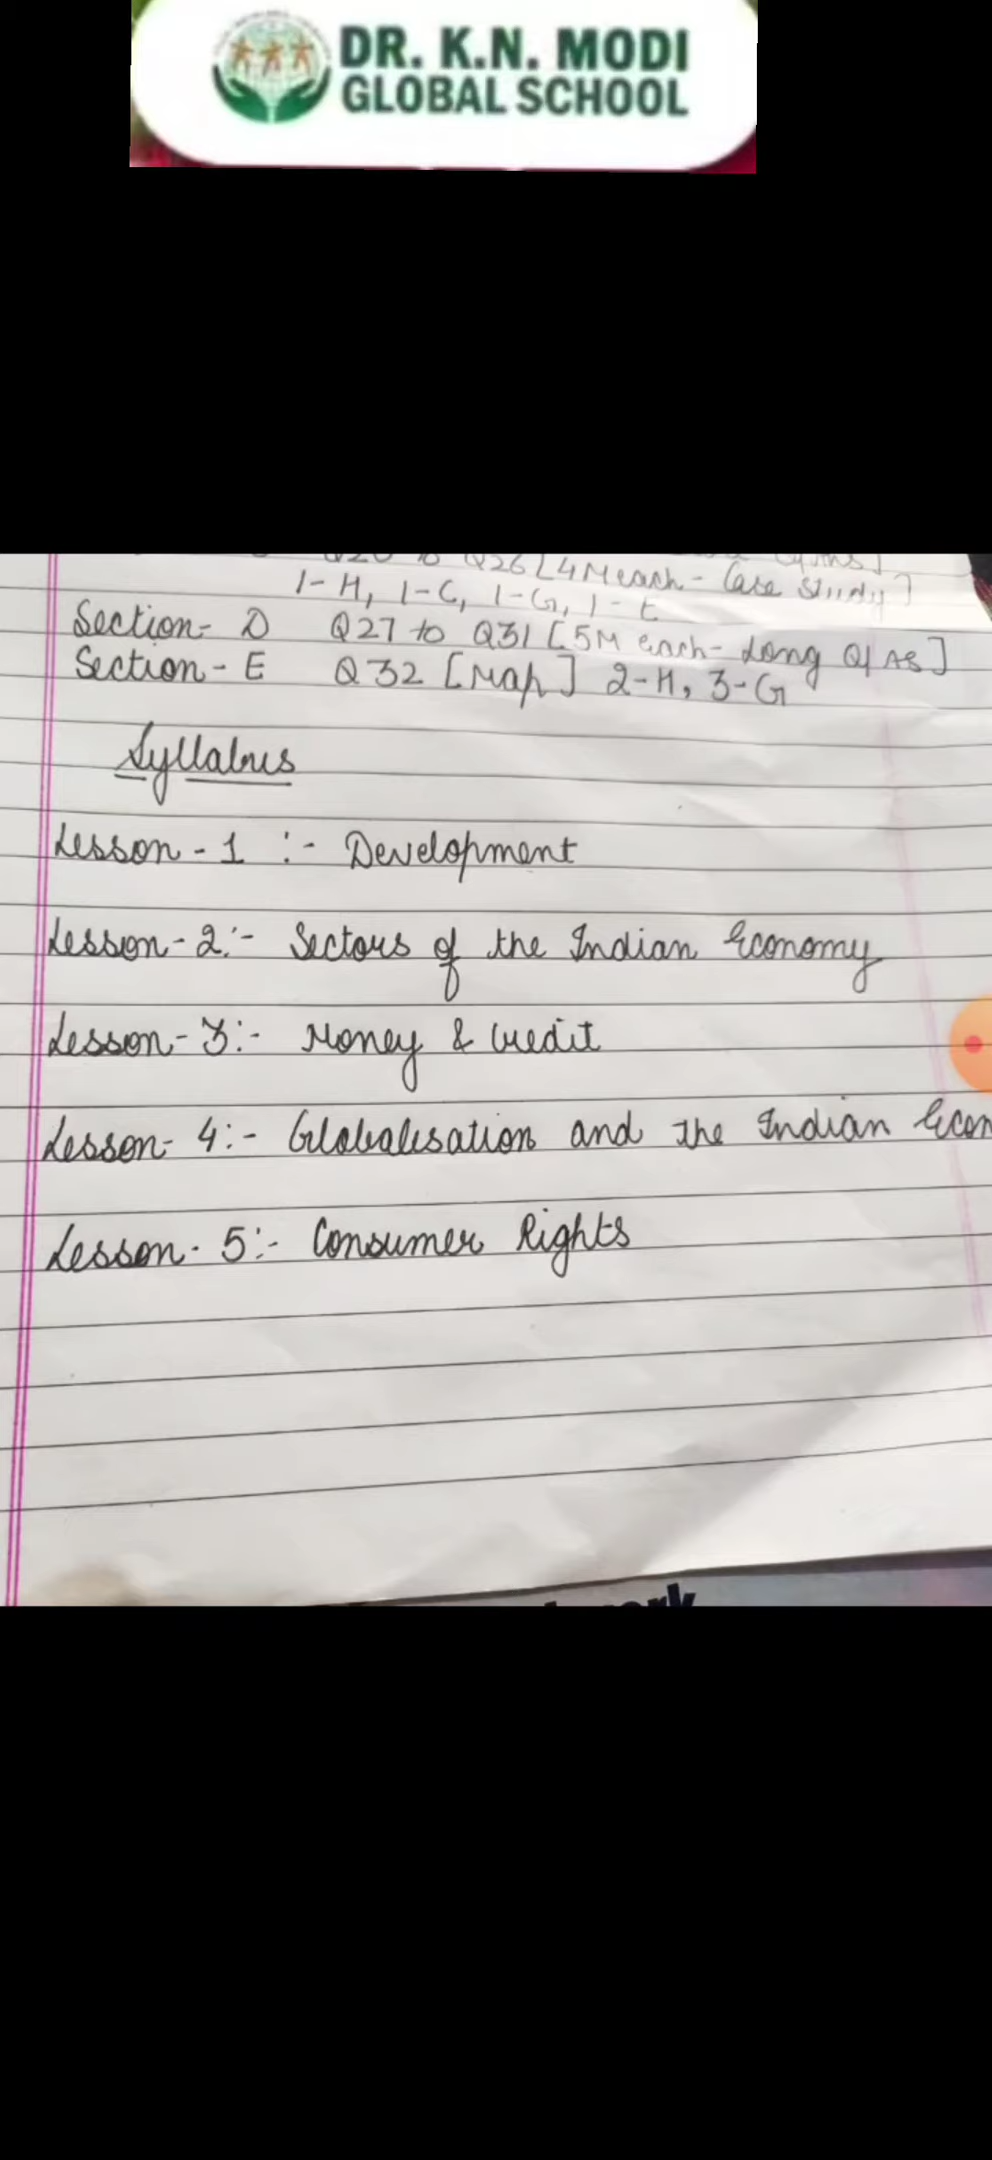 DR. K.N. MODI
GLOBAL SCHOOL
Q26 [4M each - Case Study]
1-H, 1-C, 1-G, 1-E
Section- D Q27 to Q31 [5M each- Long Q/As]
Section- E Q32 [Map] 2-H, 3-G
Syllabus
Lesson - 1 :- Development
Lesson - 2 :- Sectors of the Indian Economy
Lesson - 3 :- Money & Credit
Lesson - 4 :- Globalisation and the Indian Econ
Lesson - 5 :- Consumer Rights